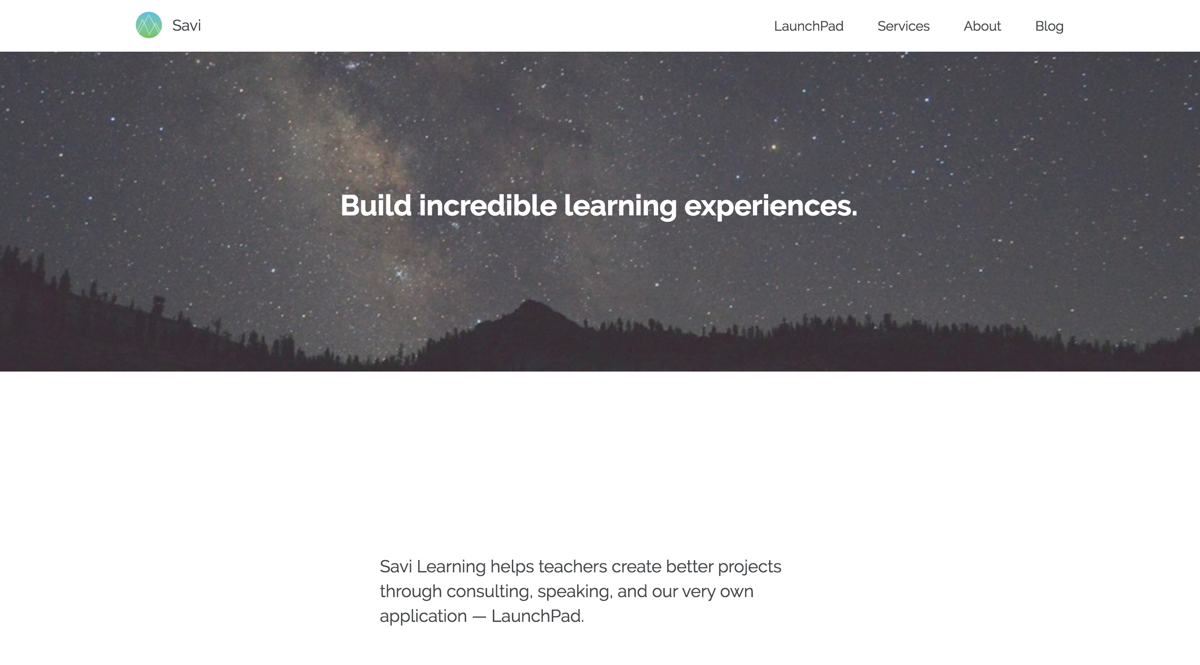 Savi
LaunchPad
Services
About
Blog
Build incredible learning experiences.
Savi Learning helps teachers create better projects
through consulting, speaking, and our very own
application — LaunchPad.